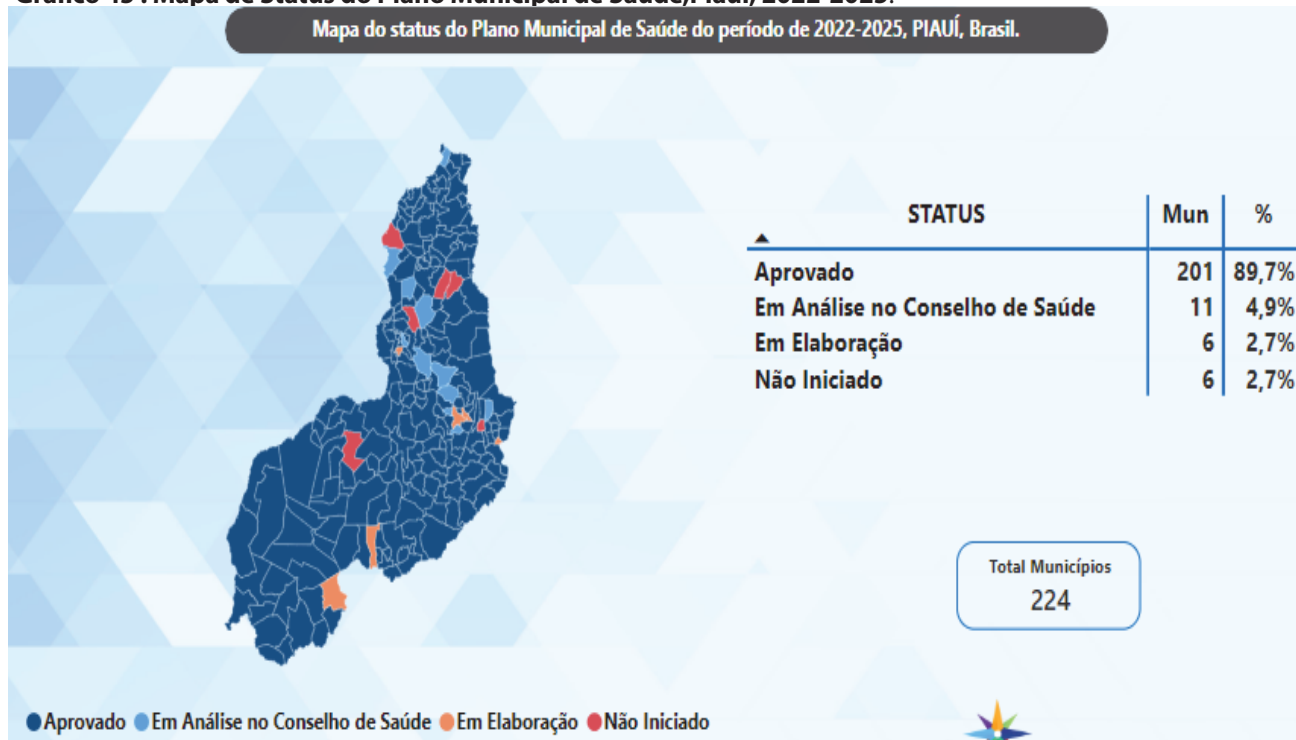 Mapa do status do Plano Municipal de Saúde do período de 2022-2025, PIAUÍ, Brasil.
STATUS Mun %
Aprovado 201 89,7%
Em Análise no Conselho de Saúde 11 4,9%
Em Elaboração 6 2,7%
Não Iniciado 6 2,7%
Total Municípios
224
Aprovado Em Análise no Conselho de Saúde Em Elaboração Não Iniciado